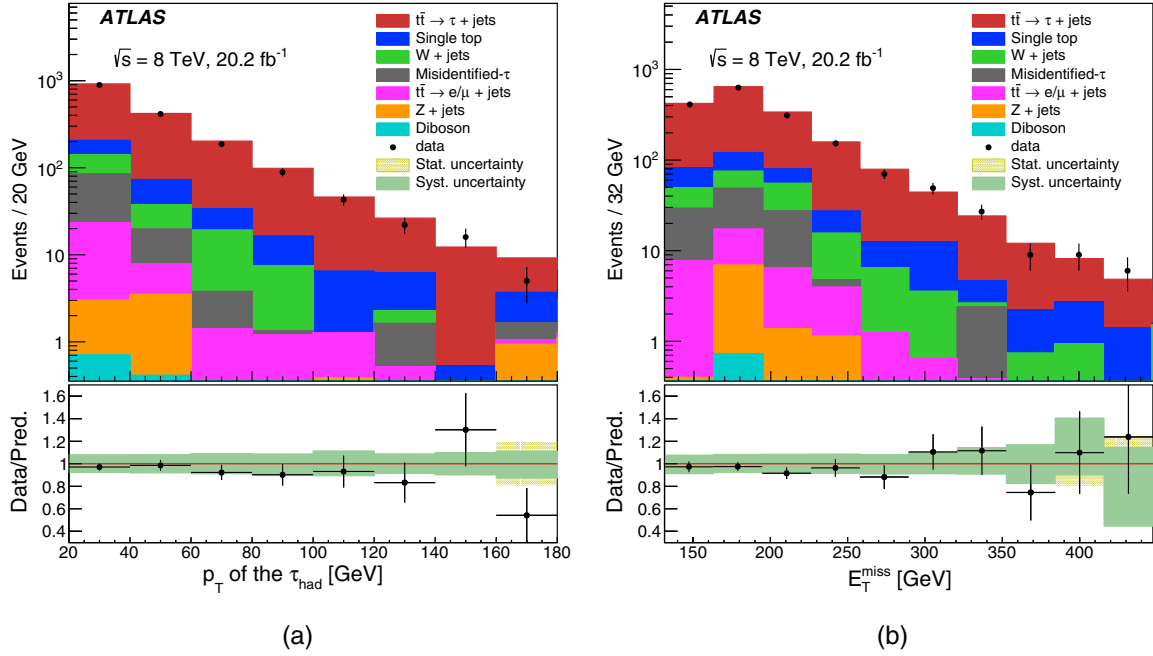 ATLAS
√s = 8 TeV, 20.2 fb⁻¹
tt̄ → τ + jets
Single top
W + jets
Misidentified-τ
tt̄ → e/μ + jets
Z + jets
Diboson
data
Stat. uncertainty
Syst. uncertainty
Events / 20 GeV
10³
10²
10
1
Data/Pred.
1.6
1.4
1.2
1
0.8
0.6
0.4
20 40 60 80 100 120 140 160 180
p_T of the τ_had [GeV]
(a)
ATLAS
√s = 8 TeV, 20.2 fb⁻¹
tt̄ → τ + jets
Single top
W + jets
Misidentified-τ
tt̄ → e/μ + jets
Z + jets
Diboson
data
Stat. uncertainty
Syst. uncertainty
Events / 32 GeV
10³
10²
10
1
Data/Pred.
1.6
1.4
1.2
1
0.8
0.6
0.4
150 200 250 300 350 400
E_T^miss [GeV]
(b)